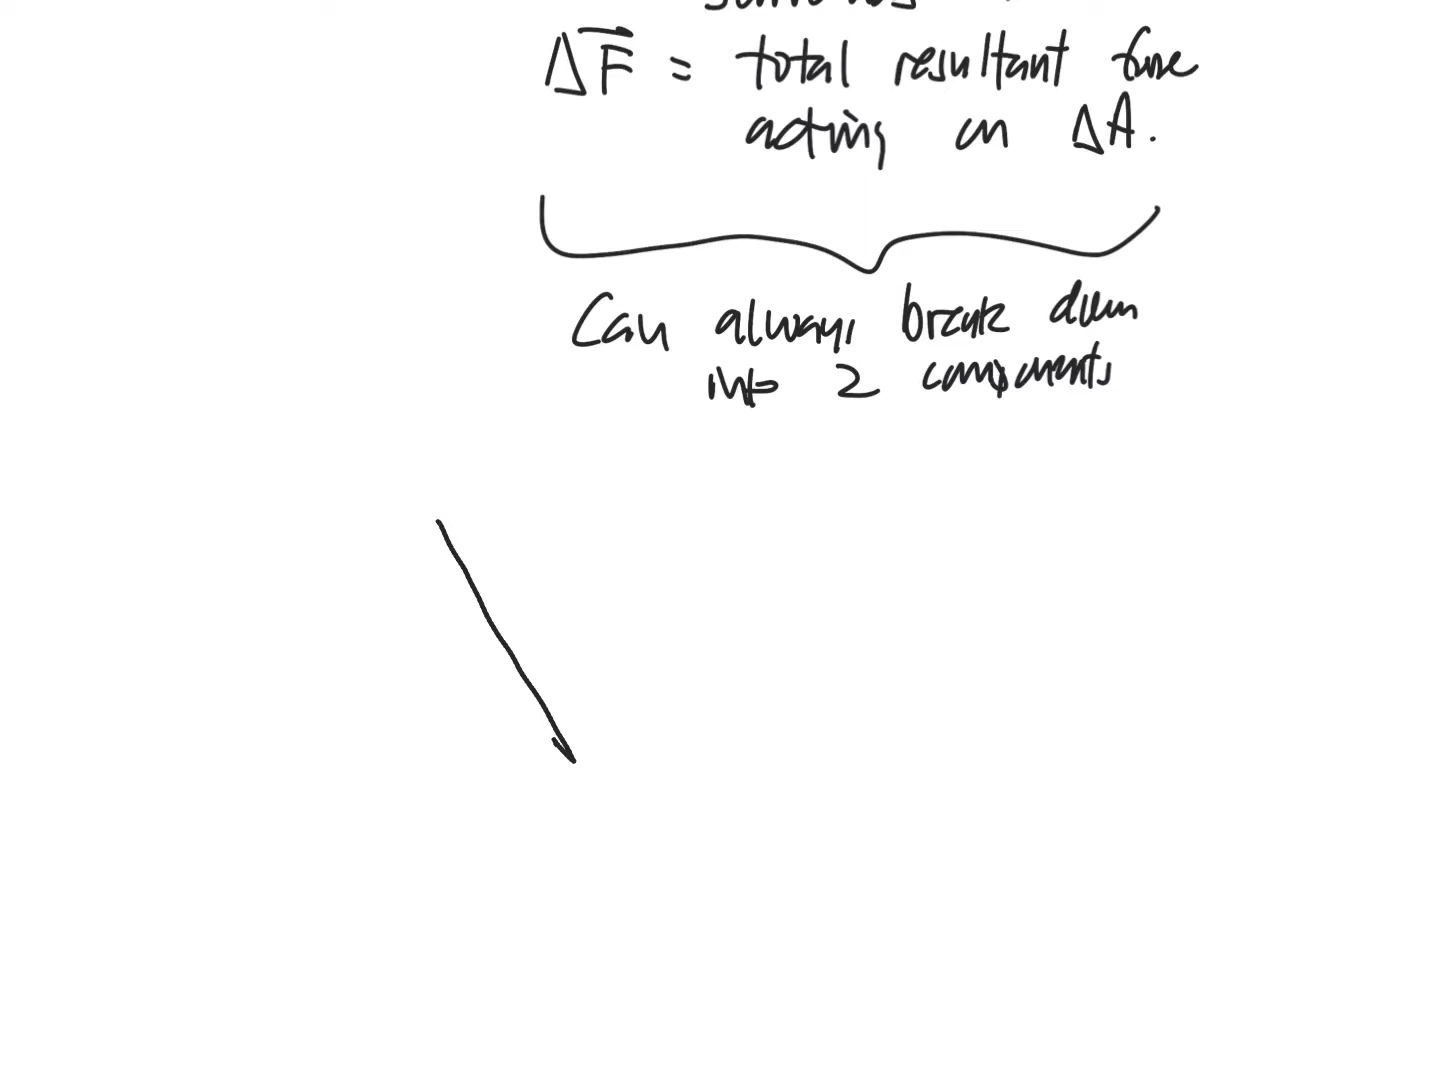 ΔF⃗ = total resultant force
acting on ΔA.
Can always break down
into 2 components